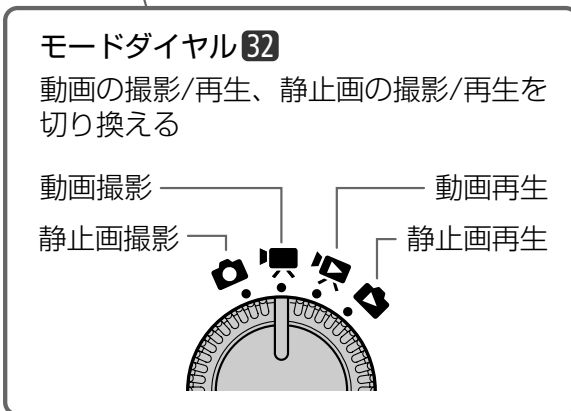 モードダイヤル32
動画の撮影/再生、静止画の撮影/再生を
切り換える
動画撮影
動画再生
静止画撮影
静止画再生